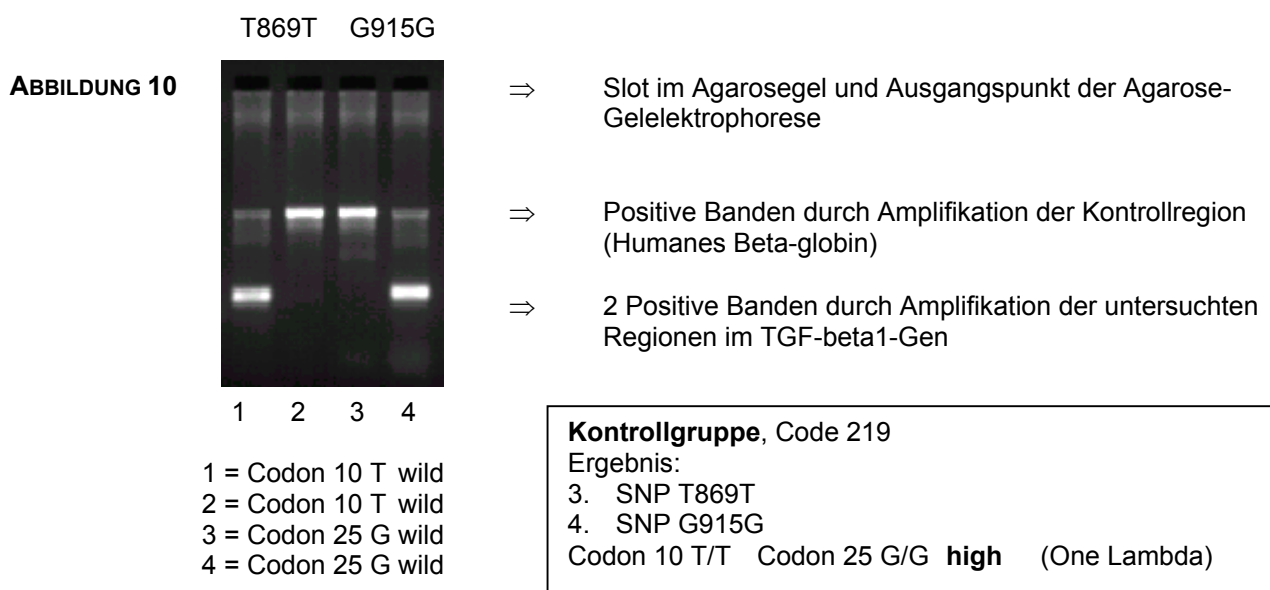 T869T G915G
ABBILDUNG 10
⇒ Slot im Agarosegel und Ausgangspunkt der Agarose-
Gelelektrophorese
⇒ Positive Banden durch Amplifikation der Kontrollregion
(Humanes Beta-globin)
⇒ 2 Positive Banden durch Amplifikation der untersuchten
Regionen im TGF-beta1-Gen
1 2 3 4
1 = Codon 10 T wild
2 = Codon 10 T wild
3 = Codon 25 G wild
4 = Codon 25 G wild
Kontrollgruppe, Code 219
Ergebnis:
3. SNP T869T
4. SNP G915G
Codon 10 T/T Codon 25 G/G high (One Lambda)